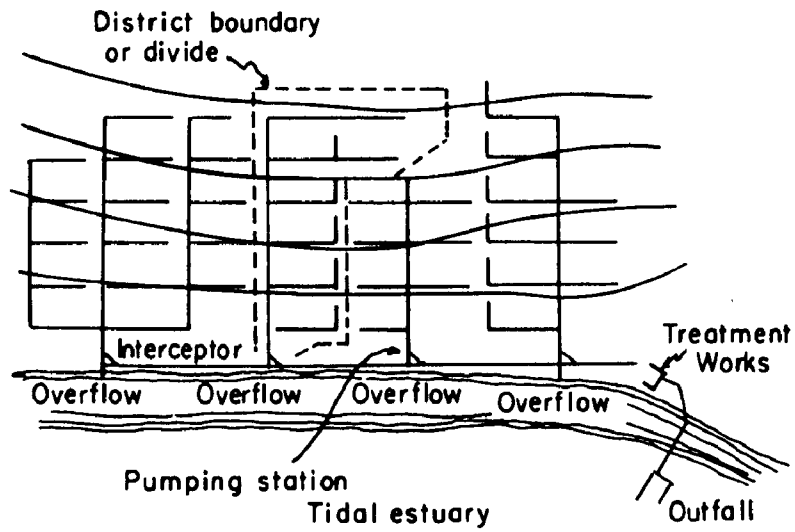 District boundary
or divide
Interceptor
Treatment
Works
Overflow
Overflow
Overflow
Overflow
Pumping station
Tidal estuary
Outfall